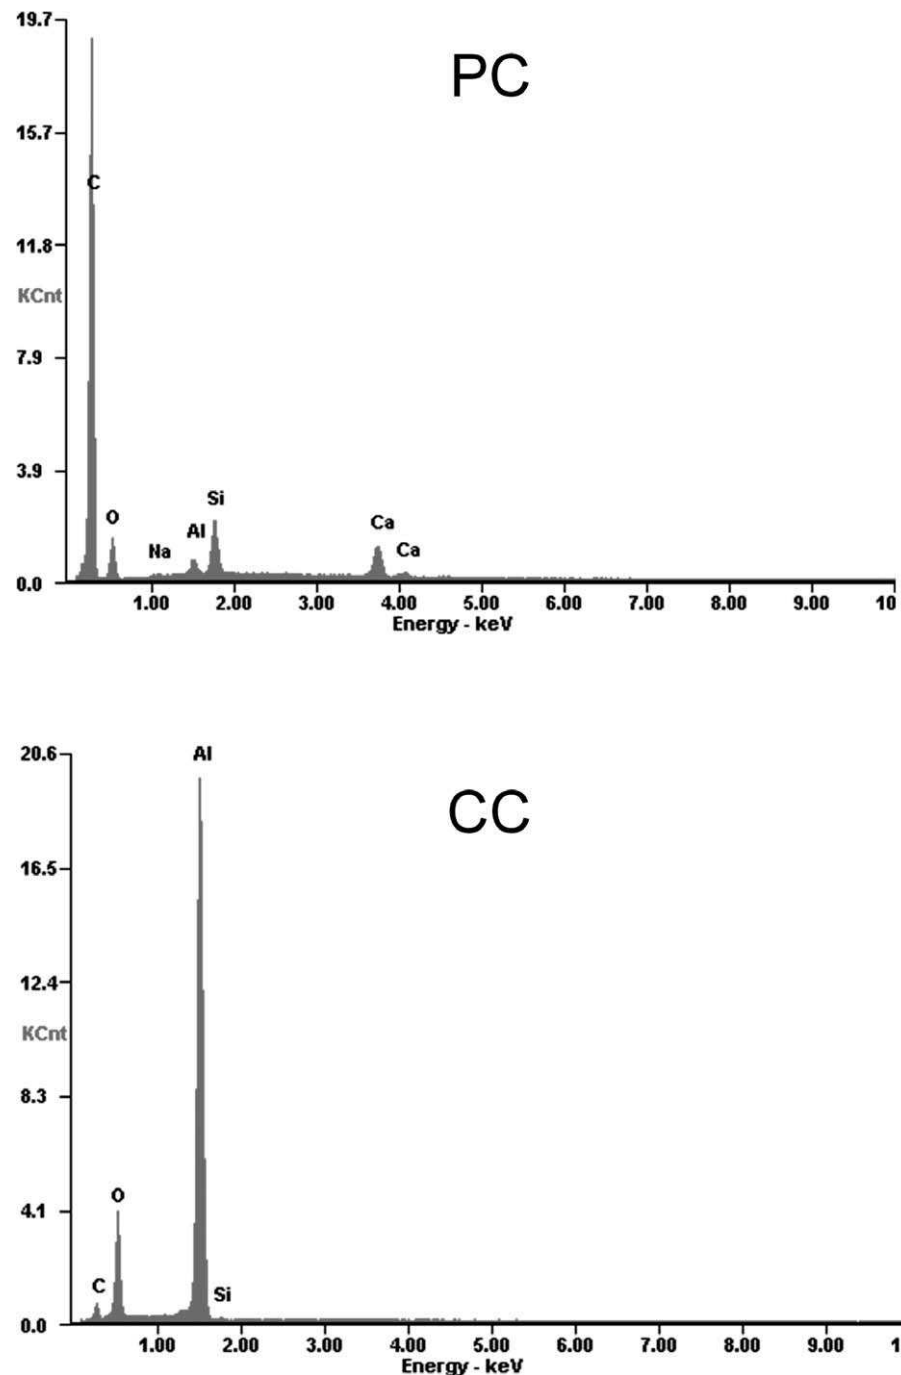 19.7
PC
15.7
C
11.8
KCnt
7.9
3.9
Si
O
Al
Ca
Na
Ca
0.0
1.00 2.00 3.00 4.00 5.00 6.00 7.00 8.00 9.00 10
Energy - keV
20.6
Al
CC
16.5
12.4
KCnt
8.3
O
4.1
C
Si
0.0
1.00 2.00 3.00 4.00 5.00 6.00 7.00 8.00 9.00 1
Energy - keV